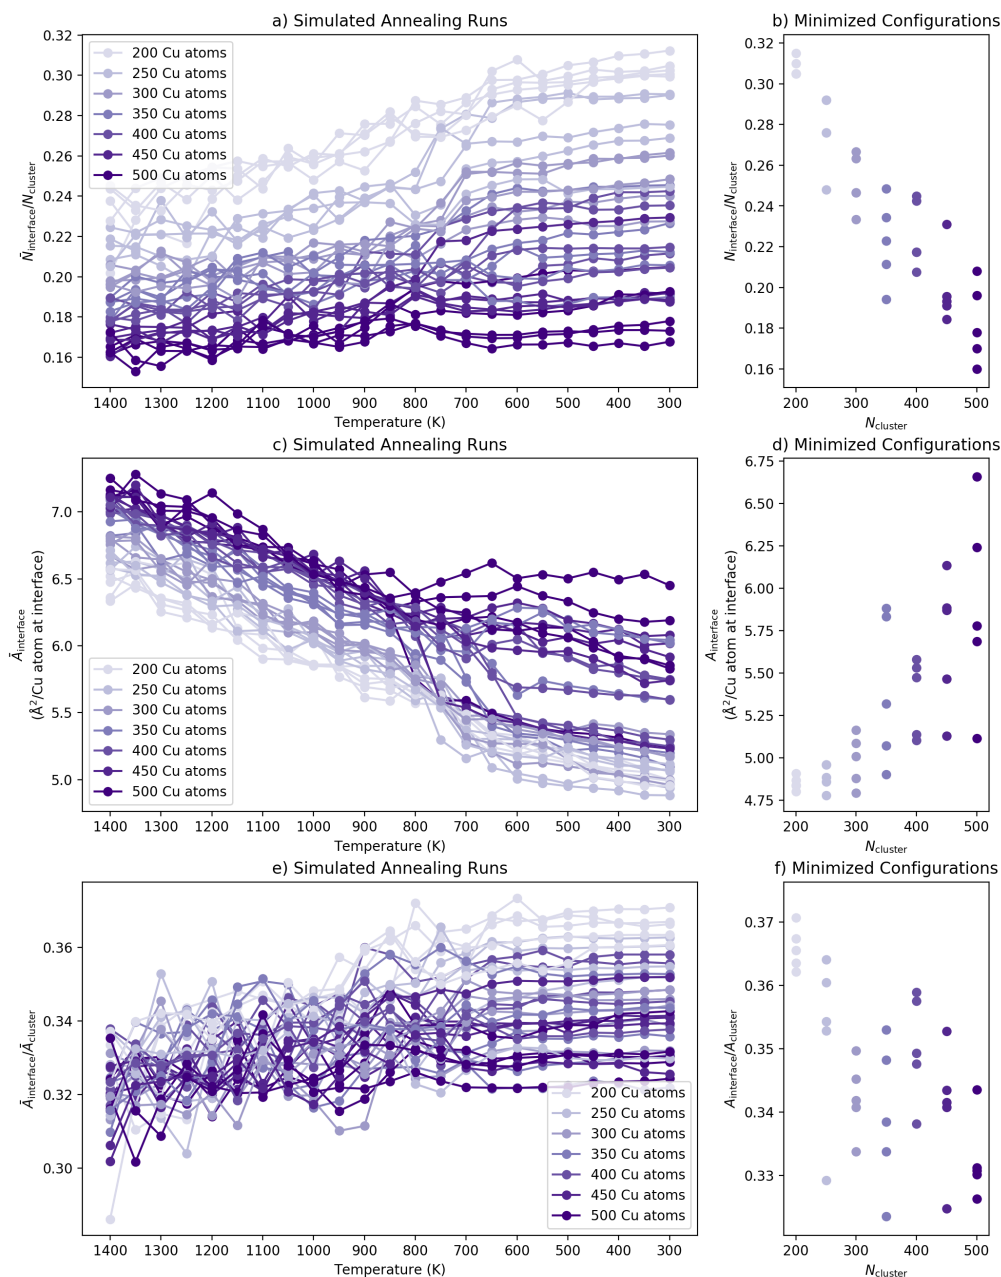 a) Simulated Annealing Runs
0.32
0.30
0.28
0.26
0.24
0.22
0.20
0.18
0.16
N̄interface/Ncluster
200 Cu atoms
250 Cu atoms
300 Cu atoms
350 Cu atoms
400 Cu atoms
450 Cu atoms
500 Cu atoms
1400 1300 1200 1100 1000 900 800 700 600 500 400 300
Temperature (K)
b) Minimized Configurations
0.32
0.30
0.28
0.26
0.24
0.22
0.20
0.18
0.16
Ninterface/Ncluster
200 300 400 500
Ncluster
c) Simulated Annealing Runs
7.0
6.5
6.0
5.5
5.0
Āinterface
(Å²/Cu atom at interface)
200 Cu atoms
250 Cu atoms
300 Cu atoms
350 Cu atoms
400 Cu atoms
450 Cu atoms
500 Cu atoms
1400 1300 1200 1100 1000 900 800 700 600 500 400 300
Temperature (K)
d) Minimized Configurations
6.75
6.50
6.25
6.00
5.75
5.50
5.25
5.00
4.75
Ainterface
(Å²/Cu atom at interface)
200 300 400 500
Ncluster
e) Simulated Annealing Runs
0.36
0.34
0.32
0.30
Āinterface/Ācluster
200 Cu atoms
250 Cu atoms
300 Cu atoms
350 Cu atoms
400 Cu atoms
450 Cu atoms
500 Cu atoms
1400 1300 1200 1100 1000 900 800 700 600 500 400 300
Temperature (K)
f) Minimized Configurations
0.37
0.36
0.35
0.34
0.33
Ainterface/Acluster
200 300 400 500
Ncluster